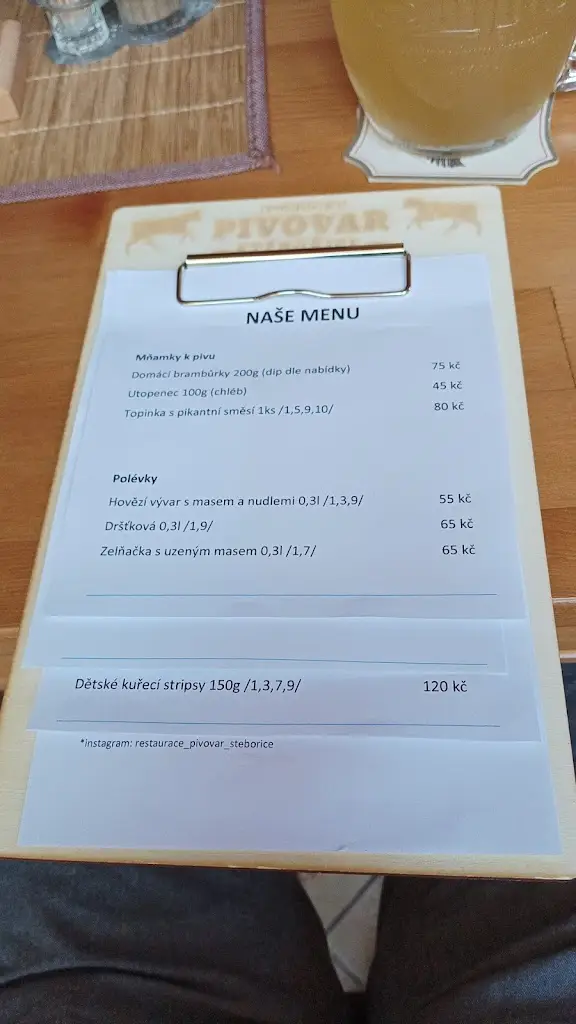 PIVOVAR
NAŠE MENU
Mňamky k pivu
Domácí brambůrky 200g (dip dle nabídky) 75 kč
Utopenec 100g (chléb) 45 kč
Topinka s pikantní směsí 1ks /1,5,9,10/ 80 kč
Polévky
Hovězí vývar s masem a nudlemi 0,3l /1,3,9/ 55 kč
Dršťková 0,3l /1,9/ 65 kč
Zelňačka s uzeným masem 0,3l /1,7/ 65 kč
Dětské kuřecí stripsy 150g /1,3,7,9/ 120 kč
*instagram: restaurace_pivovar_steborice